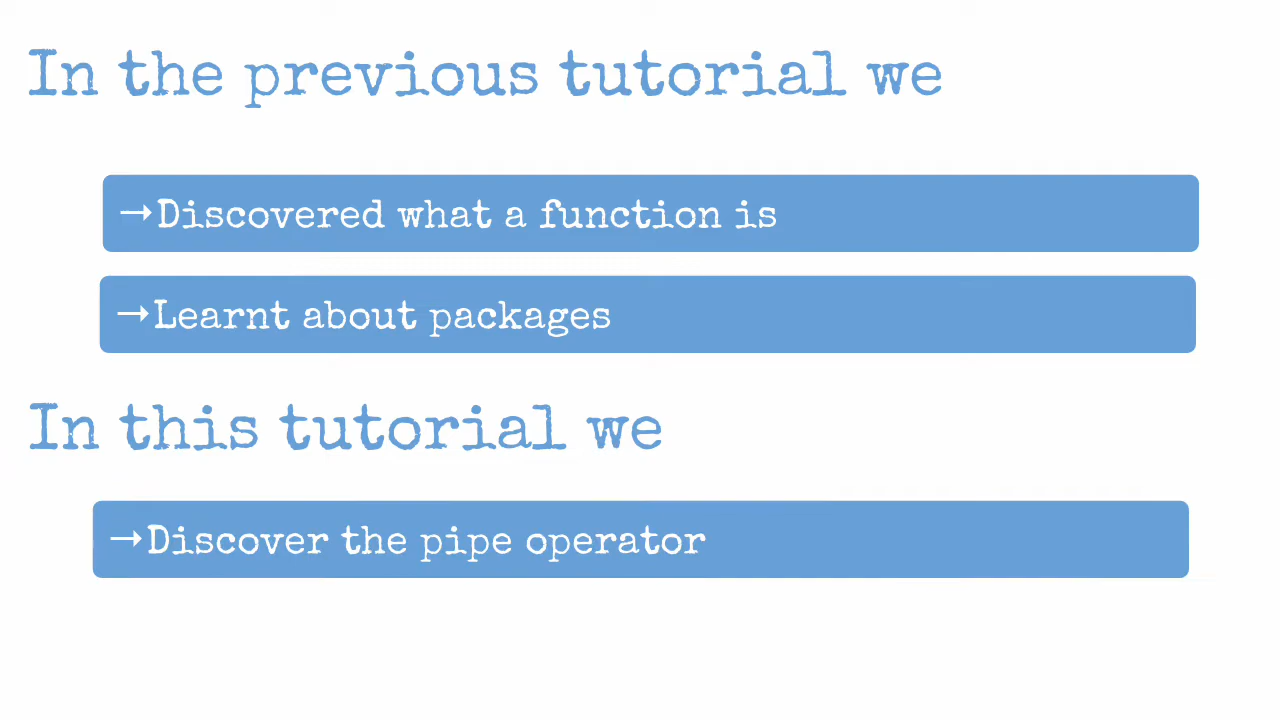 In the previous tutorial we
→Discovered what a function is
→Learnt about packages
In this tutorial we
→Discover the pipe operator